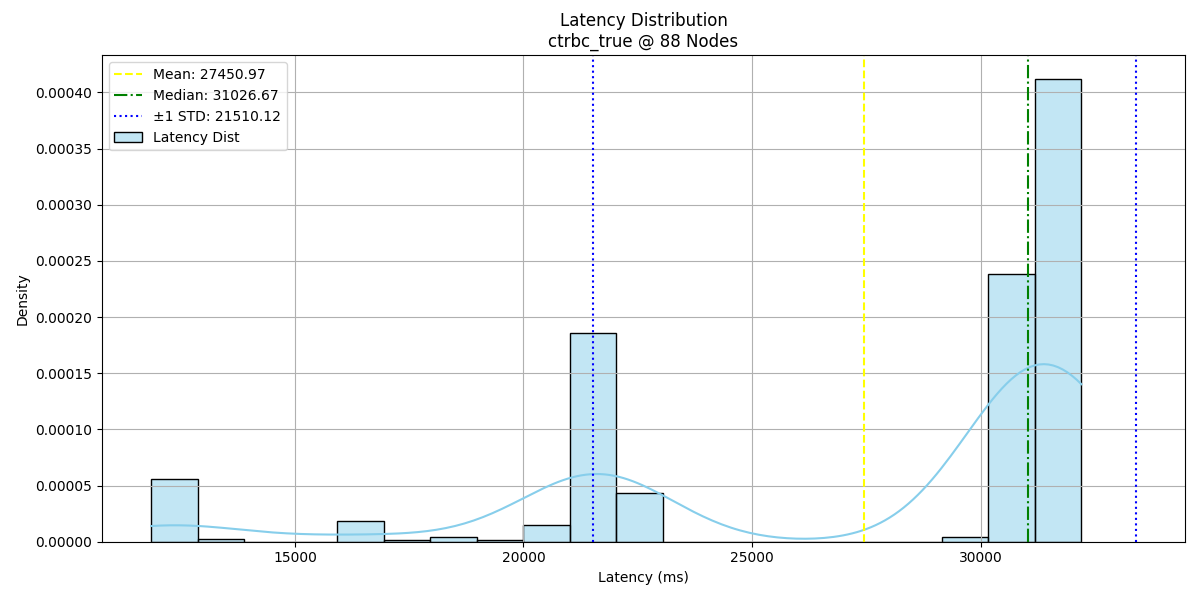 Latency Distribution
ctrbc_true @ 88 Nodes
Mean: 27450.97
Median: 31026.67
±1 STD: 21510.12
Latency Dist
Density
0.00040
0.00035
0.00030
0.00025
0.00020
0.00015
0.00010
0.00005
0.00000
15000 20000 25000 30000
Latency (ms)